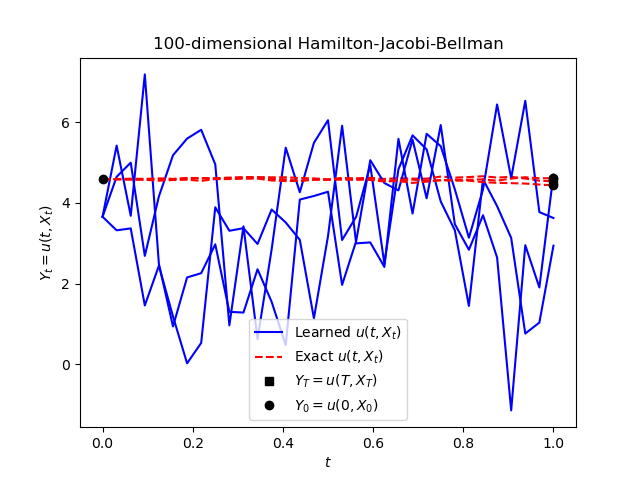 100-dimensional Hamilton-Jacobi-Bellman
Y_t = u(t, X_t)
6
4
2
0
Learned u(t, X_t)
Exact u(t, X_t)
Y_T = u(T, X_T)
Y_0 = u(0, X_0)
0.0 0.2 0.4 0.6 0.8 1.0
t